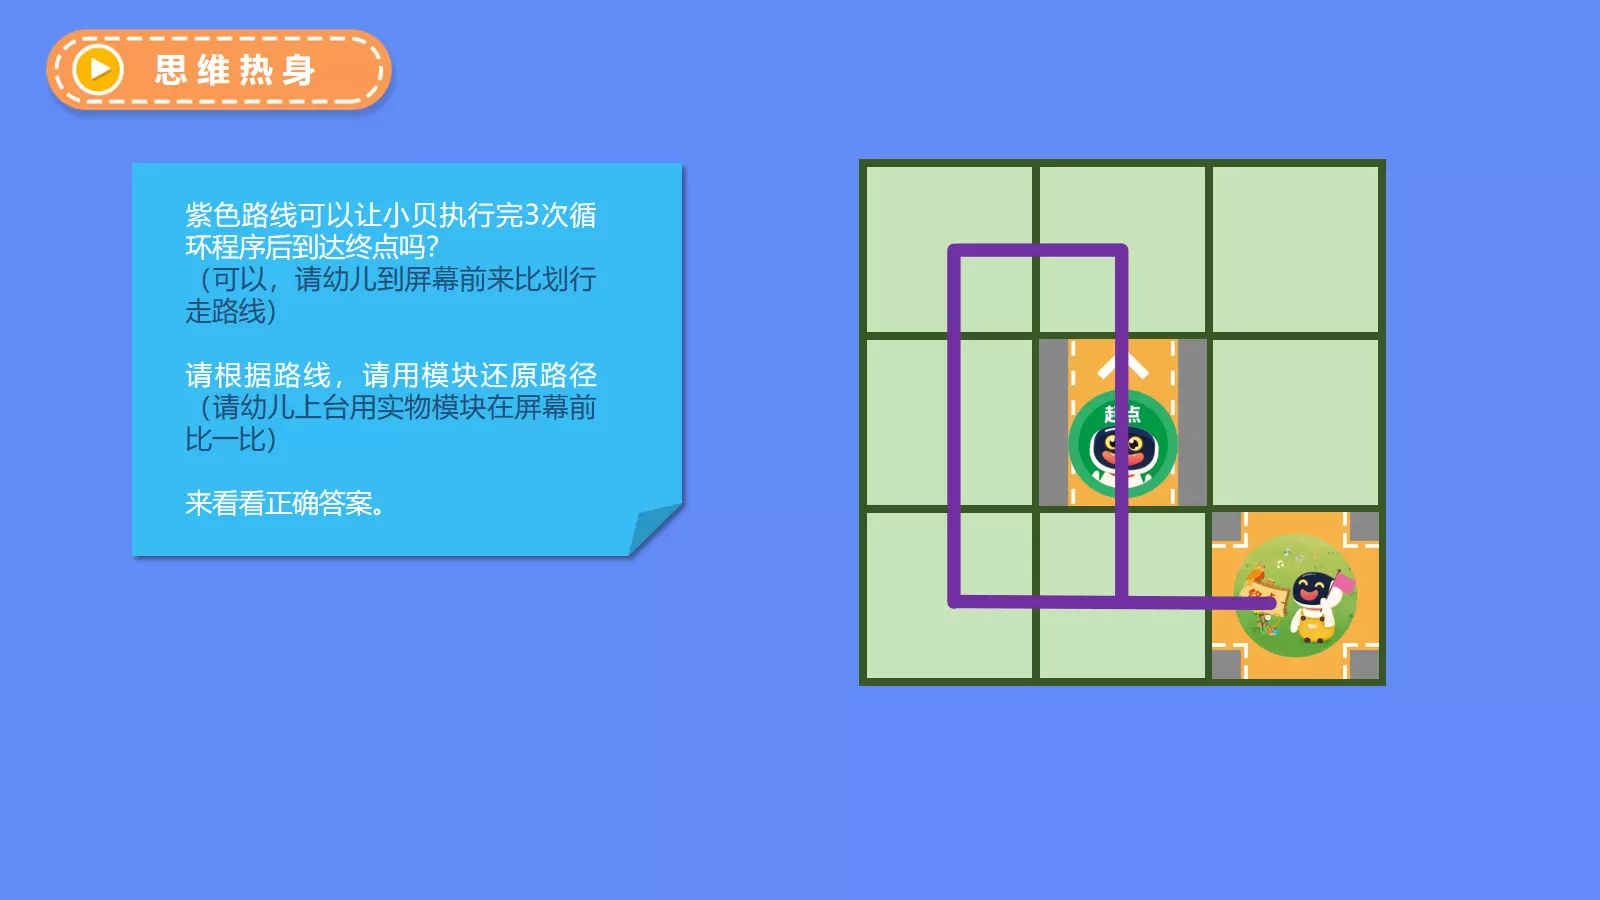 思维热身
紫色路线可以让小贝执行完3次循
环程序后到达终点吗？
（可以，请幼儿到屏幕前来比划行
走路线）
请根据路线，请用模块还原路径
（请幼儿上台用实物模块在屏幕前
比一比）
来看看正确答案。
起点